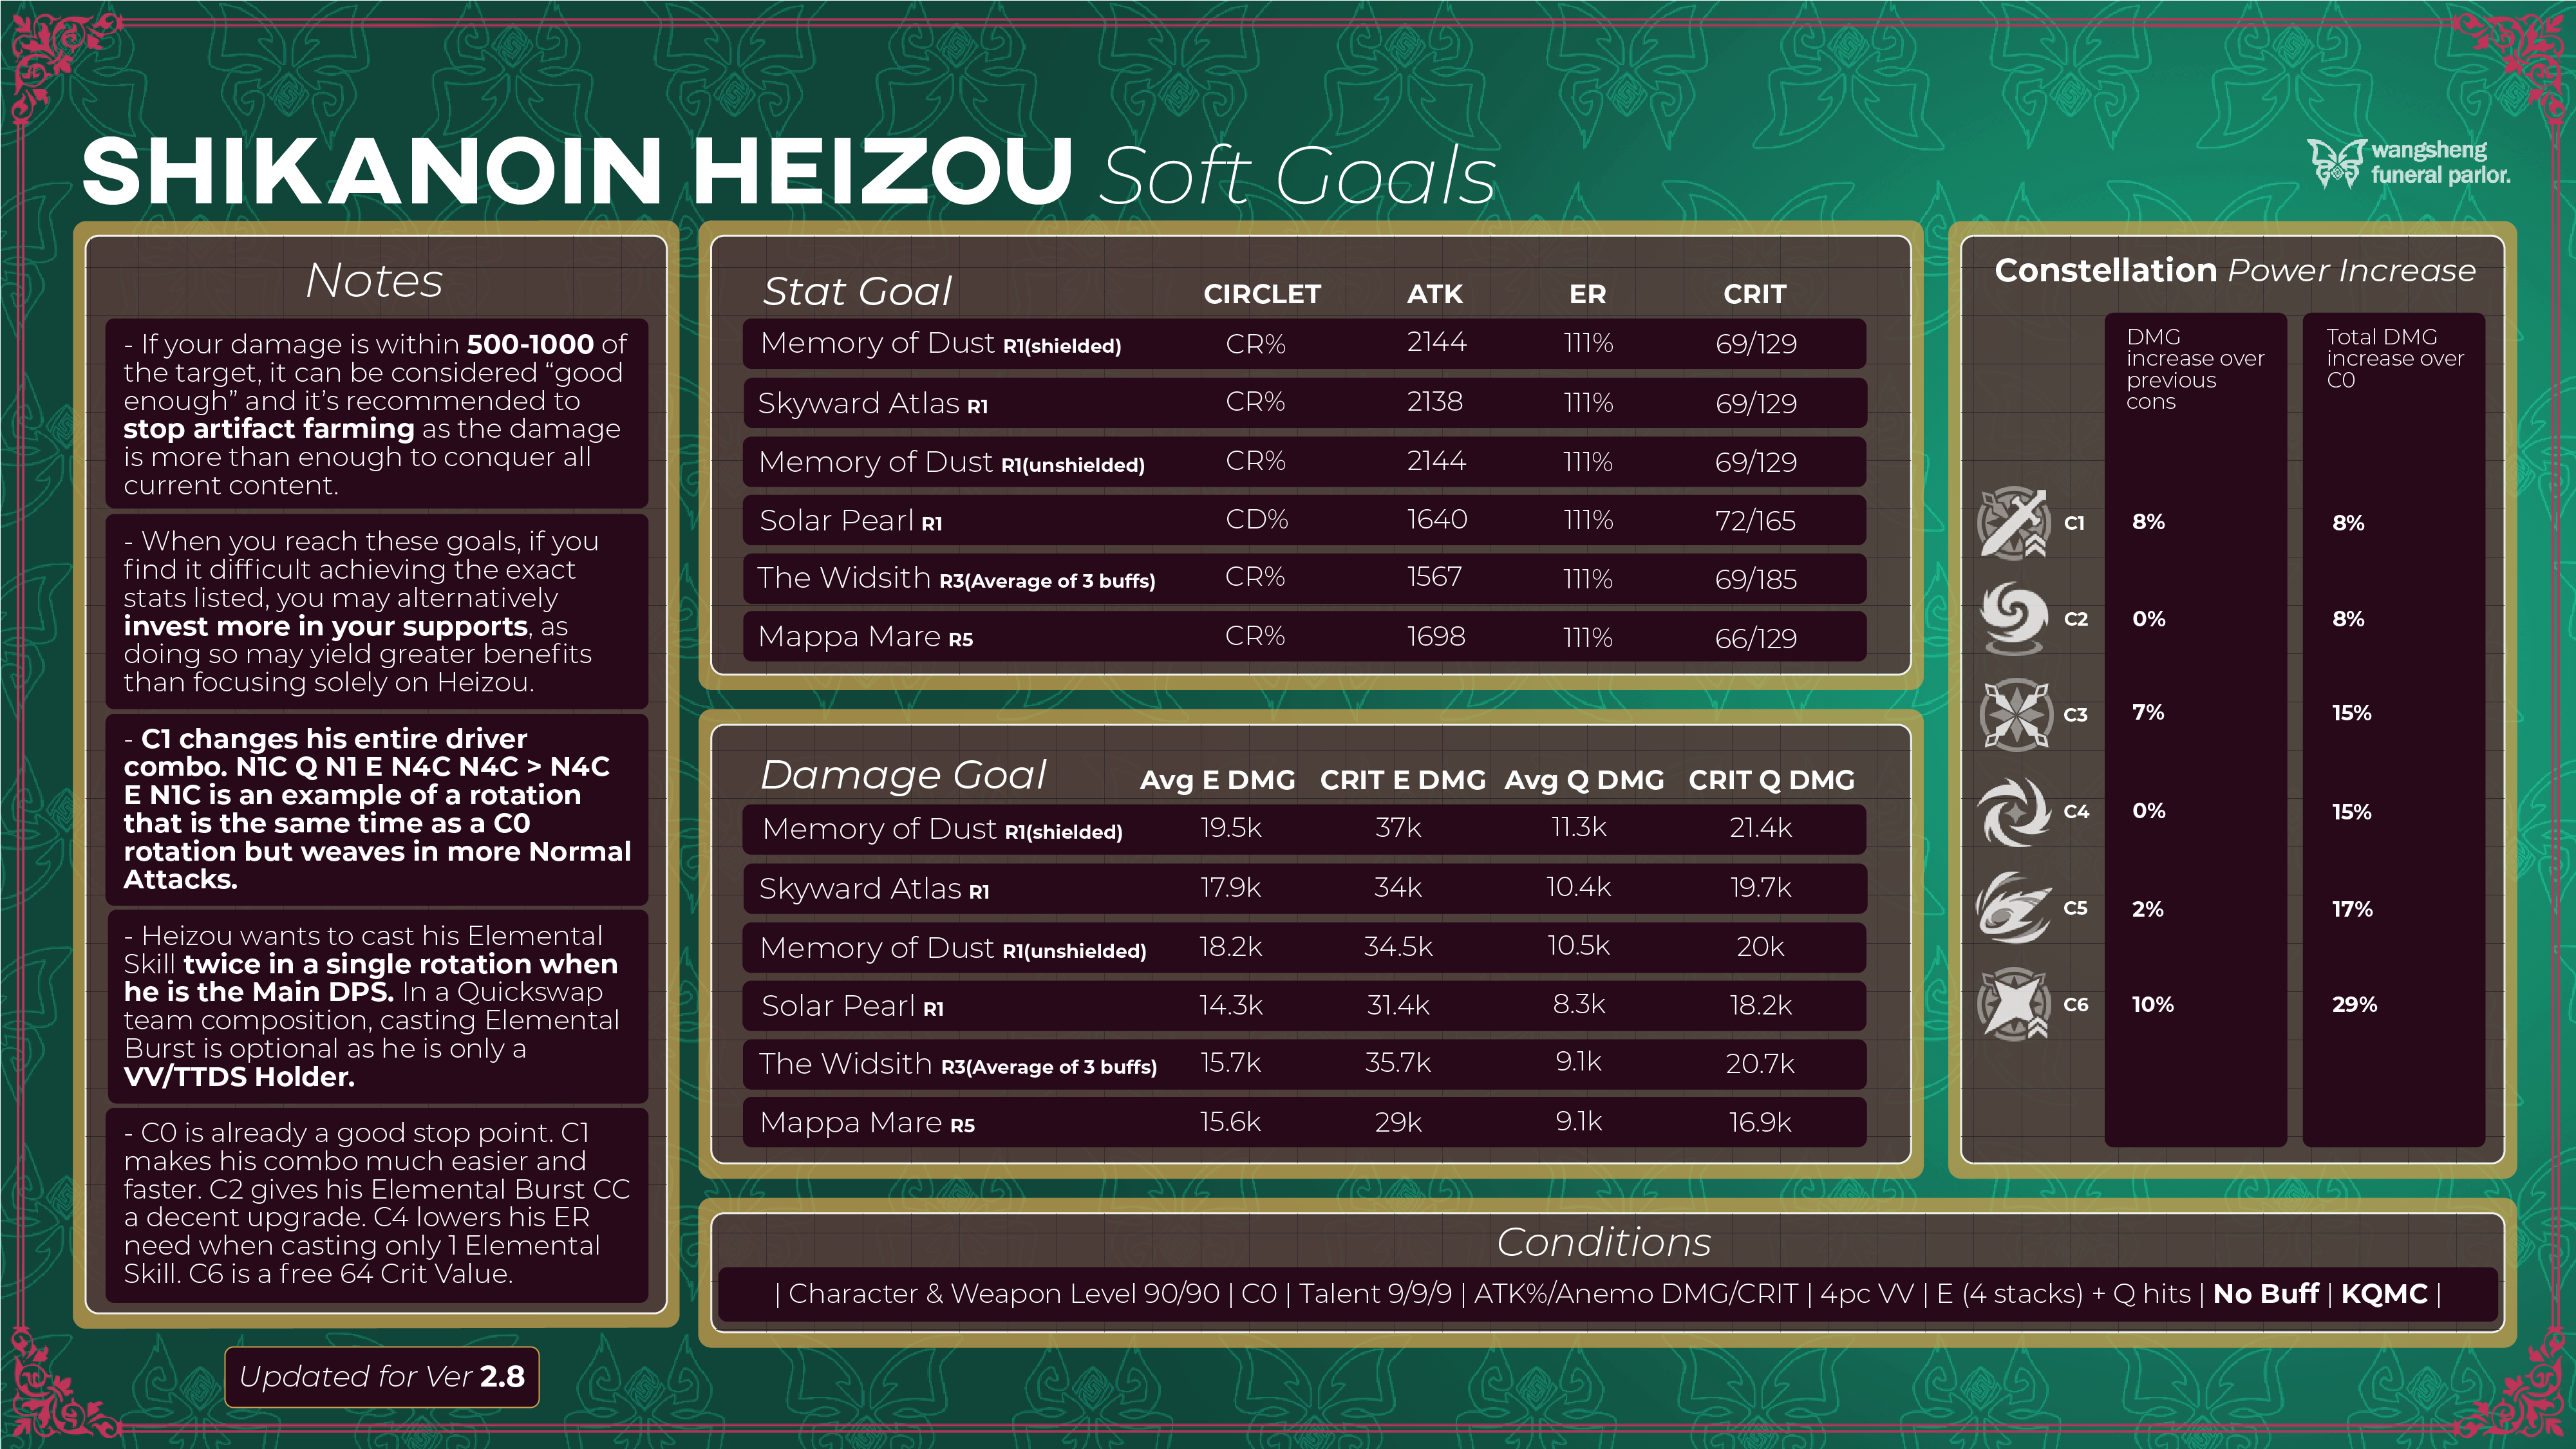 SHIKANOIN HEIZOU Soft Goals
wangsheng
funeral parlor.
Notes
- If your damage is within 500-1000 of
the target, it can be considered “good
enough” and it’s recommended to
stop artifact farming as the damage
is more than enough to conquer all
current content.
- When you reach these goals, if you
find it difficult achieving the exact
stats listed, you may alternatively
invest more in your supports, as
doing so may yield greater benefits
than focusing solely on Heizou.
- C1 changes his entire driver
combo. N1C Q N1 E N4C N4C > N4C
E N1C is an example of a rotation
that is the same time as a C0
rotation but weaves in more Normal
Attacks.
- Heizou wants to cast his Elemental
Skill twice in a single rotation when
he is the Main DPS. In a Quickswap
team composition, casting Elemental
Burst is optional as he is only a
VV/TTDS Holder.
- C0 is already a good stop point. C1
makes his combo much easier and
faster. C2 gives his Elemental Burst CC
a decent upgrade. C4 lowers his ER
need when casting only 1 Elemental
Skill. C6 is a free 64 Crit Value.
Stat Goal CIRCLET ATK ER CRIT
Memory of Dust R1(shielded) CR% 2144 111% 69/129
Skyward Atlas R1 CR% 2138 111% 69/129
Memory of Dust R1(unshielded) CR% 2144 111% 69/129
Solar Pearl R1 CD% 1640 111% 72/165
The Widsith R3(Average of 3 buffs) CR% 1567 111% 69/185
Mappa Mare R5 CR% 1698 111% 66/129
Damage Goal Avg E DMG CRIT E DMG Avg Q DMG CRIT Q DMG
Memory of Dust R1(shielded) 19.5k 37k 11.3k 21.4k
Skyward Atlas R1 17.9k 34k 10.4k 19.7k
Memory of Dust R1(unshielded) 18.2k 34.5k 10.5k 20k
Solar Pearl R1 14.3k 31.4k 8.3k 18.2k
The Widsith R3(Average of 3 buffs) 15.7k 35.7k 9.1k 20.7k
Mappa Mare R5 15.6k 29k 9.1k 16.9k
Constellation Power Increase
DMG
increase over
previous
cons
Total DMG
increase over
C0
C1 8% 8%
C2 0% 8%
C3 7% 15%
C4 0% 15%
C5 2% 17%
C6 10% 29%
Conditions
| Character & Weapon Level 90/90 | C0 | Talent 9/9/9 | ATK%/Anemo DMG/CRIT | 4pc VV | E (4 stacks) + Q hits | No Buff | KQMC |
Updated for Ver 2.8